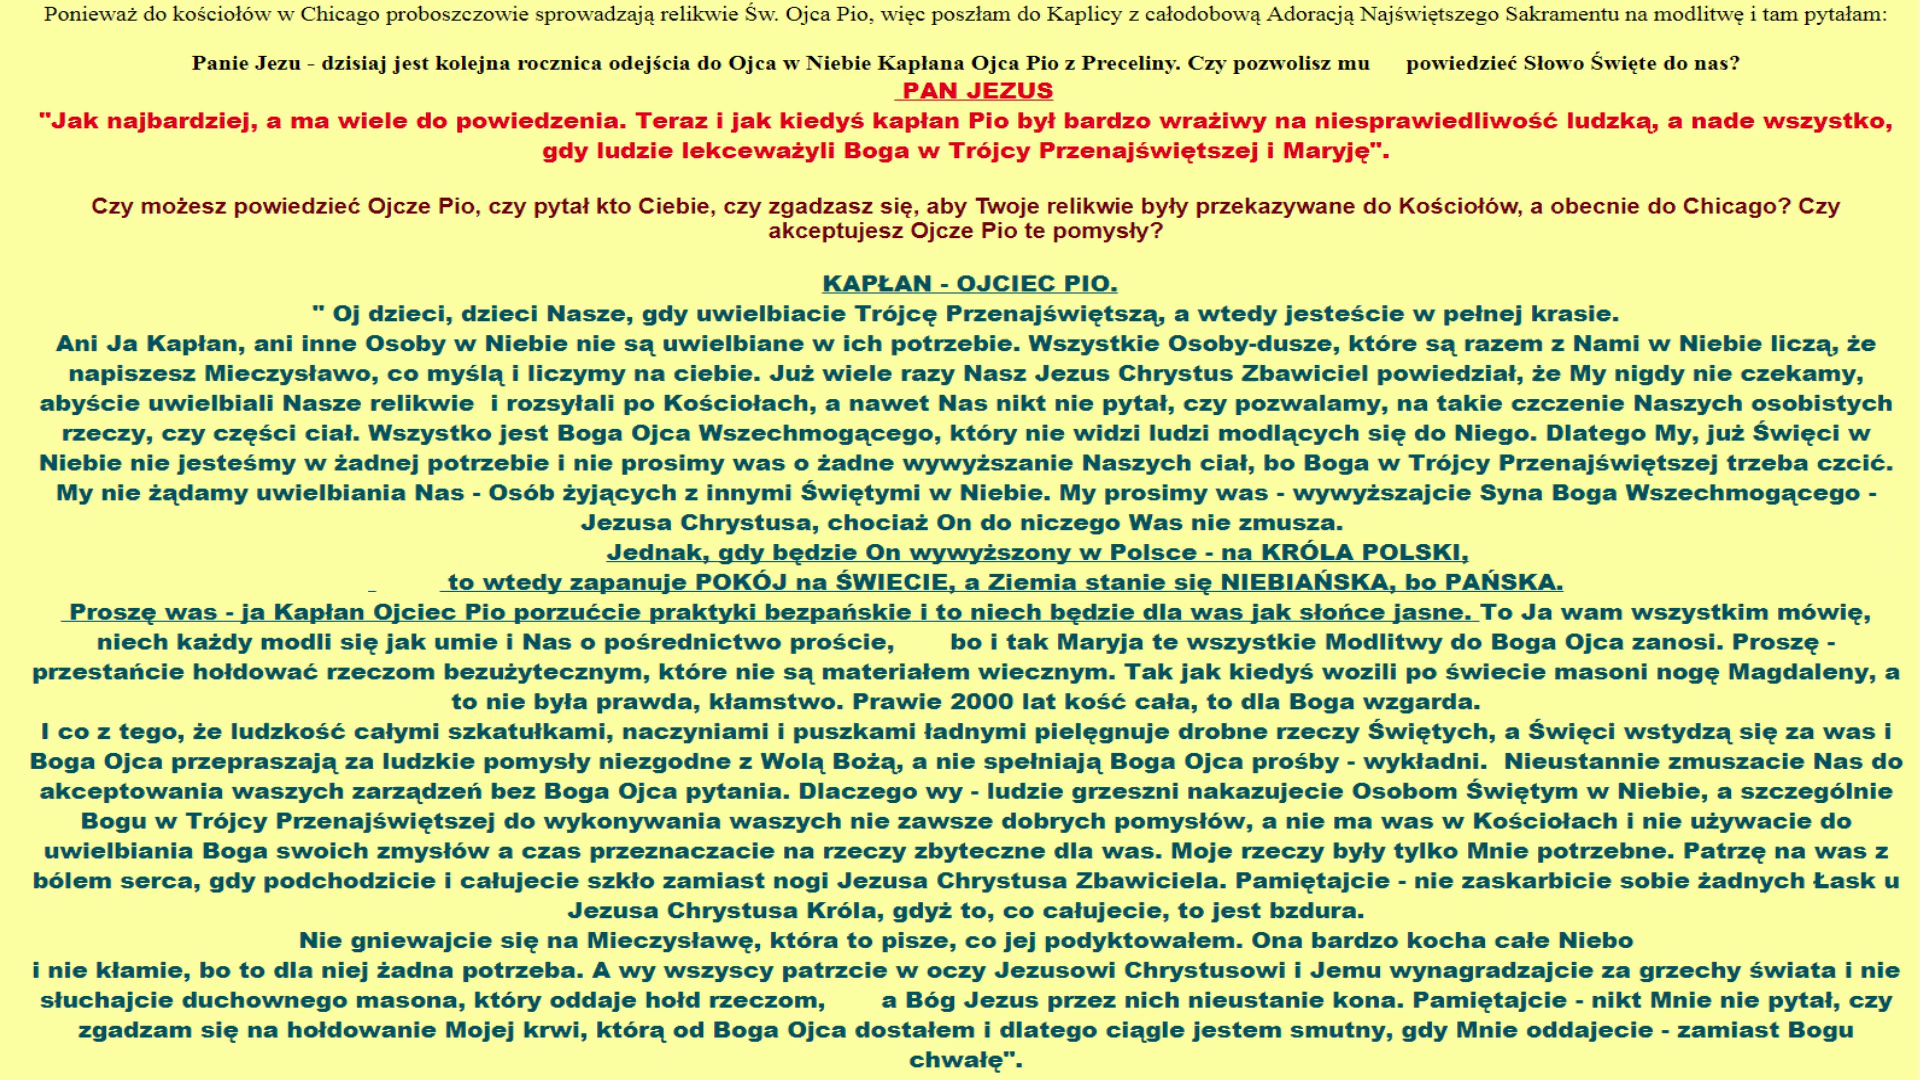 Ponieważ do kościołów w Chicago proboszczowie sprowadzają relikwie Św. Ojca Pio, więc poszłam do Kaplicy z całodobową Adoracją Najświętszego Sakramentu na modlitwę i tam pytałam:
Panie Jezu - dzisiaj jest kolejna rocznica odejścia do Ojca w Niebie Kapłana Ojca Pio z Preceliny. Czy pozwolisz mu powiedzieć Słowo Święte do nas?
PAN JEZUS
"Jak najbardziej, a ma wiele do powiedzenia. Teraz i jak kiedyś kapłan Pio był bardzo wrażiwy na niesprawiedliwość ludzką, a nade wszystko,
gdy ludzie lekceważyli Boga w Trójcy Przenajświętszej i Maryję".
Czy możesz powiedzieć Ojcze Pio, czy pytał kto Ciebie, czy zgadzasz się, aby Twoje relikwie były przekazywane do Kościołów, a obecnie do Chicago? Czy
akceptujesz Ojcze Pio te pomysły?
KAPŁAN - OJCIEC PIO.
" Oj dzieci, dzieci Nasze, gdy uwielbiacie Trójcę Przenajświętszą, a wtedy jesteście w pełnej krasie.
Ani Ja Kapłan, ani inne Osoby w Niebie nie są uwielbiane w ich potrzebie. Wszystkie Osoby-dusze, które są razem z Nami w Niebie liczą, że
napiszesz Mieczysławo, co myślą i liczymy na ciebie. Już wiele razy Nasz Jezus Chrystus Zbawiciel powiedział, że My nigdy nie czekamy,
abyście uwielbiali Nasze relikwie i rozsyłali po Kościołach, a nawet Nas nikt nie pytał, czy pozwalamy, na takie czczenie Naszych osobistych
rzeczy, czy części ciał. Wszystko jest Boga Ojca Wszechmogącego, który nie widzi ludzi modlących się do Niego. Dlatego My, już Święci w
Niebie nie jesteśmy w żadnej potrzebie i nie prosimy was o żadne wywyższanie Naszych ciał, bo Boga w Trójcy Przenajświętszej trzeba czcić.
My nie żądamy uwielbiania Nas - Osób żyjących z innymi Świętymi w Niebie. My prosimy was - wywyższajcie Syna Boga Wszechmogącego -
Jezusa Chrystusa, chociaż On do niczego Was nie zmusza.
Jednak, gdy będzie On wywyższony w Polsce - na KRÓLA POLSKI,
to wtedy zapanuje POKÓJ na ŚWIECIE, a Ziemia stanie się NIEBIAŃSKA, bo PAŃSKA.
Proszę was - ja Kapłan Ojciec Pio porzućcie praktyki bezpańskie i to niech będzie dla was jak słońce jasne. To Ja wam wszystkim mówię,
niech każdy modli się jak umie i Nas o pośrednictwo proście, bo i tak Maryja te wszystkie Modlitwy do Boga Ojca zanosi. Proszę -
przestańcie hołdować rzeczom bezużytecznym, które nie są materiałem wiecznym. Tak jak kiedyś wozili po świecie masoni nogę Magdaleny, a
to nie była prawda, kłamstwo. Prawie 2000 lat kość cała, to dla Boga wzgarda.
I co z tego, że ludzkość całymi szkatułkami, naczyniami i puszkami ładnymi pielęgnuje drobne rzeczy Świętych, a Święci wstydzą się za was i
Boga Ojca przepraszają za ludzkie pomysły niezgodne z Wolą Bożą, a nie spełniają Boga Ojca prośby - wykładni. Nieustannie zmuszacie Nas do
akceptowania waszych zarządzeń bez Boga Ojca pytania. Dlaczego wy - ludzie grzeszni nakazujecie Osobom Świętym w Niebie, a szczególnie
Bogu w Trójcy Przenajświętszej do wykonywania waszych nie zawsze dobrych pomysłów, a nie ma was w Kościołach i nie używacie do
uwielbiania Boga swoich zmysłów a czas przeznaczacie na rzeczy zbyteczne dla was. Moje rzeczy były tylko Mnie potrzebne. Patrzę na was z
bólem serca, gdy podchodzicie i całujecie szkło zamiast nogi Jezusa Chrystusa Zbawiciela. Pamiętajcie - nie zaskarbicie sobie żadnych Łask u
Jezusa Chrystusa Króla, gdyż to, co całujecie, to jest bzdura.
Nie gniewajcie się na Mieczysławę, która to pisze, co jej podyktowałem. Ona bardzo kocha całe Niebo
i nie kłamie, bo to dla niej żadna potrzeba. A wy wszyscy patrzcie w oczy Jezusowi Chrystusowi i Jemu wynagradzajcie za grzechy świata i nie
słuchajcie duchownego masona, który oddaje hołd rzeczom, a Bóg Jezus przez nich nieustanie kona. Pamiętajcie - nikt Mnie nie pytał, czy
zgadzam się na hołdowanie Mojej krwi, którą od Boga Ojca dostałem i dlatego ciągle jestem smutny, gdy Mnie oddajecie - zamiast Bogu
chwałę".